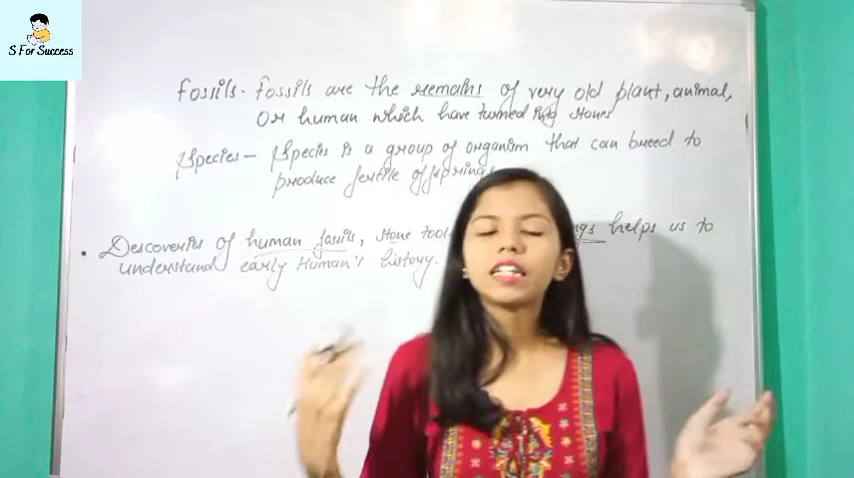 S For Success
Fossils - Fossils are the remains of very old plant, animal,
Or human which have turned into stones
Species - Species is a group of organism that can breed to
produce fertile offsprings
• Descoveries of human fossils, stone tools helps us to
understand early Human's history.